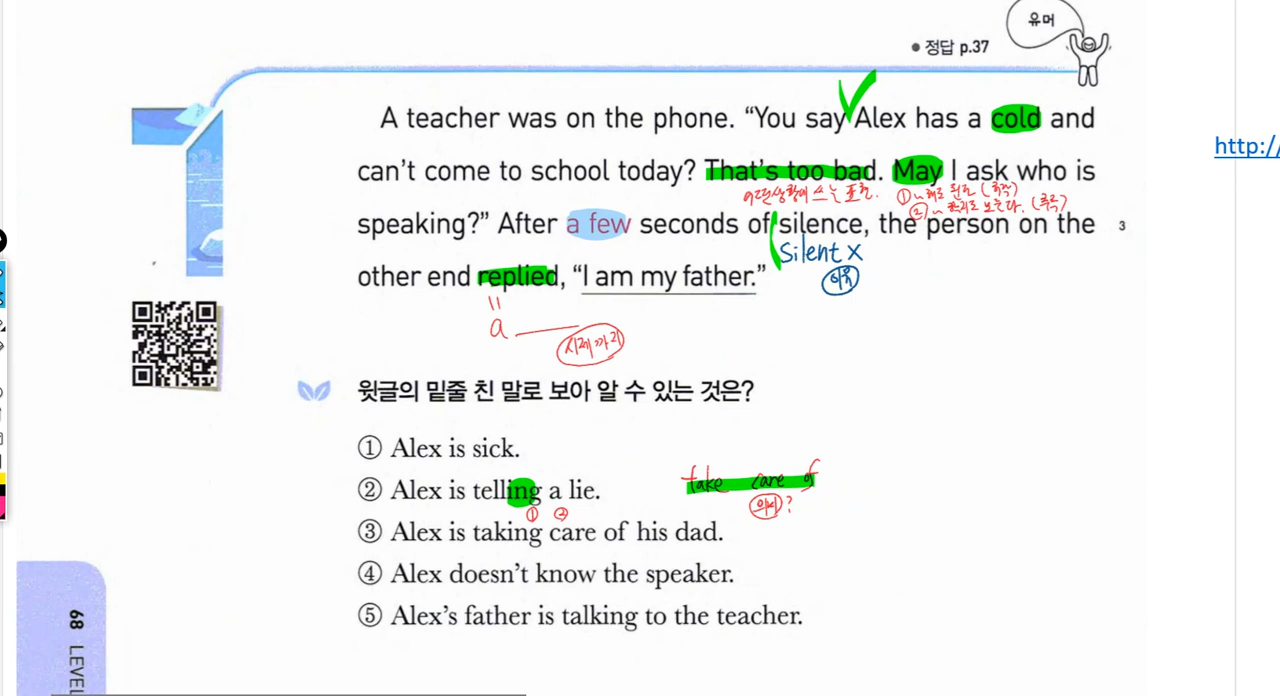 유머
● 정답 p.37
A teacher was on the phone. “You say Alex has a cold and
can’t come to school today? That’s too bad. May I ask who is
어떤상황에 쓰는 표현.
speaking?” After a few seconds of silence, the person on the 3
Silent X
이유
other end replied, “I am my father.”
a
시제까지
http://
윗글의 밑줄 친 말로 보아 알 수 있는 것은?
① Alex is sick.
② Alex is telling a lie.
① ②
take care of
의미?
③ Alex is taking care of his dad.
④ Alex doesn’t know the speaker.
⑤ Alex’s father is talking to the teacher.
68 LEVEL